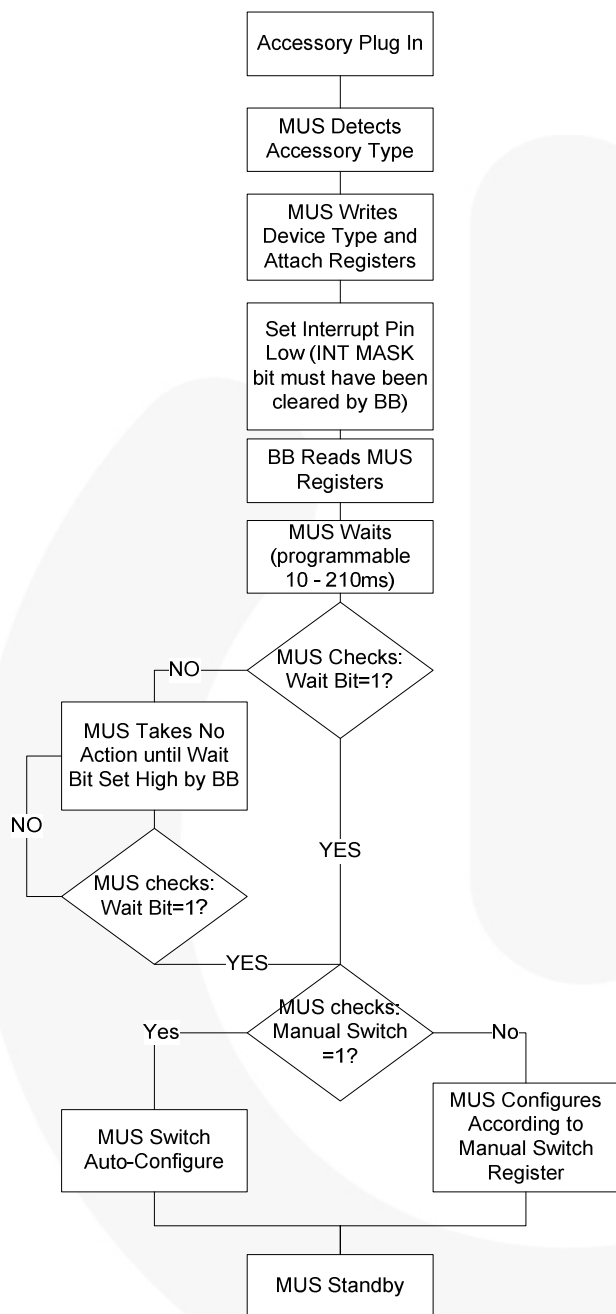 Accessory Plug In
MUS Detects
Accessory Type
MUS Writes
Device Type and
Attach Registers
Set Interrupt Pin
Low (INT MASK
bit must have been
cleared by BB)
BB Reads MUS
Registers
MUS Waits
(programmable
10 - 210ms)
MUS Checks:
Wait Bit=1?
NO
MUS Takes No
Action until Wait
Bit Set High by BB
NO
YES
MUS checks:
Wait Bit=1?
YES
MUS checks:
Manual Switch
=1?
Yes
No
MUS Switch
Auto-Configure
MUS Configures
According to
Manual Switch
Register
MUS Standby